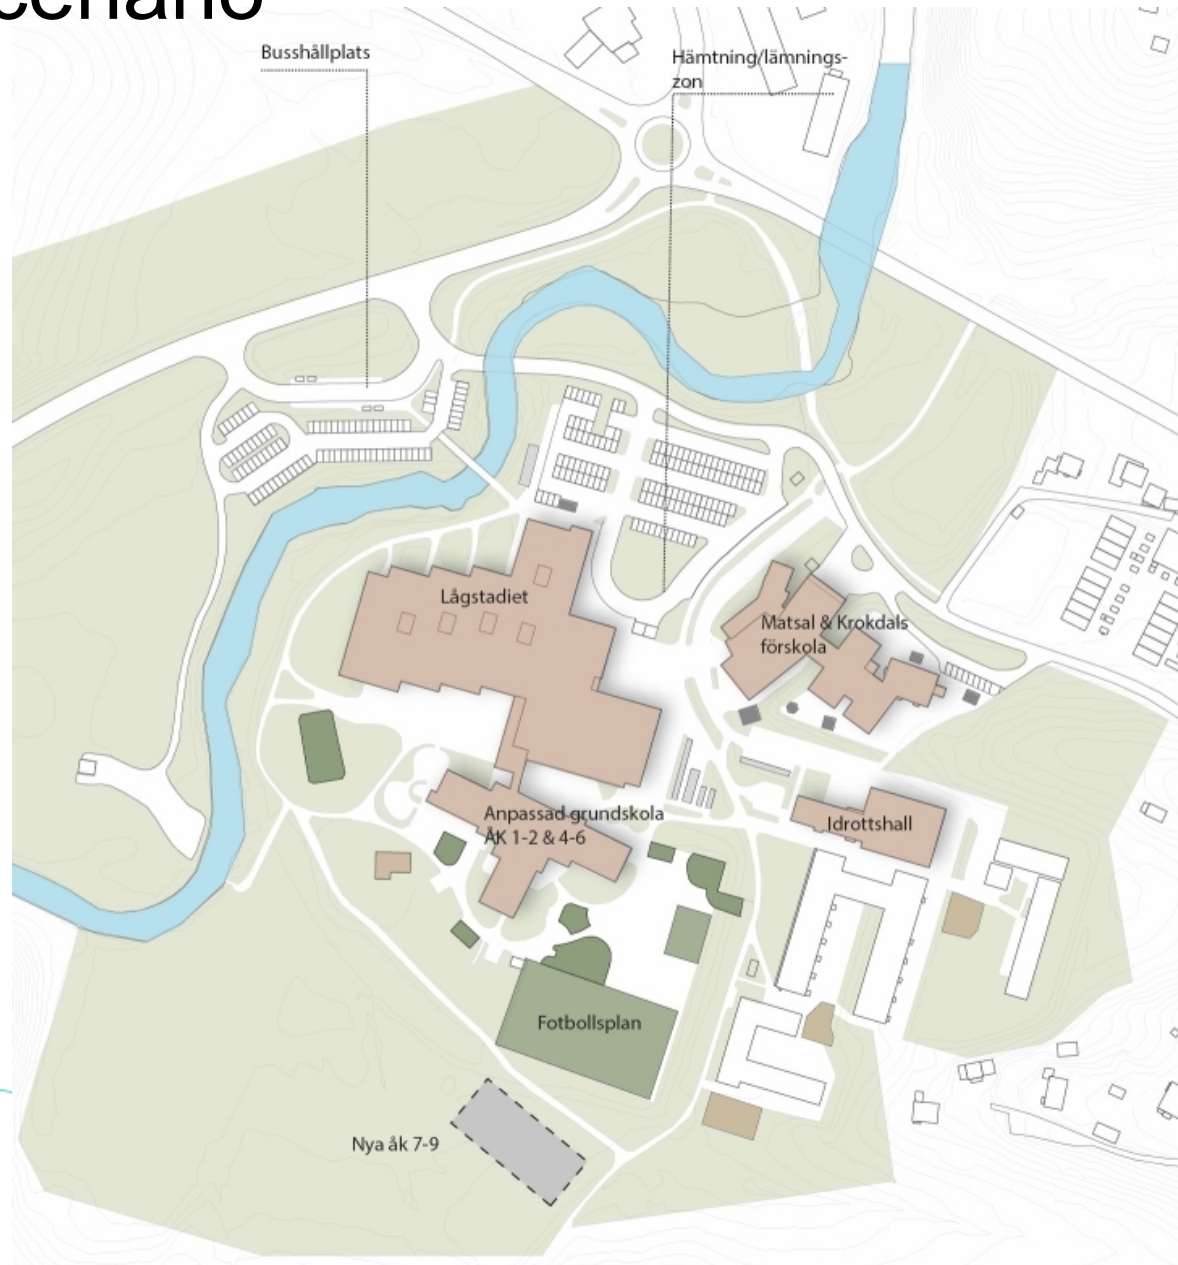 cenario
Busshållplats
Hämtning/lämnings-
zon
Lågstadiet
Matsal & Krokdals
förskola
Anpassad grundskola
ÅK 1-2 & 4-6
Idrottshall
Fotbollsplan
Nya åk 7-9